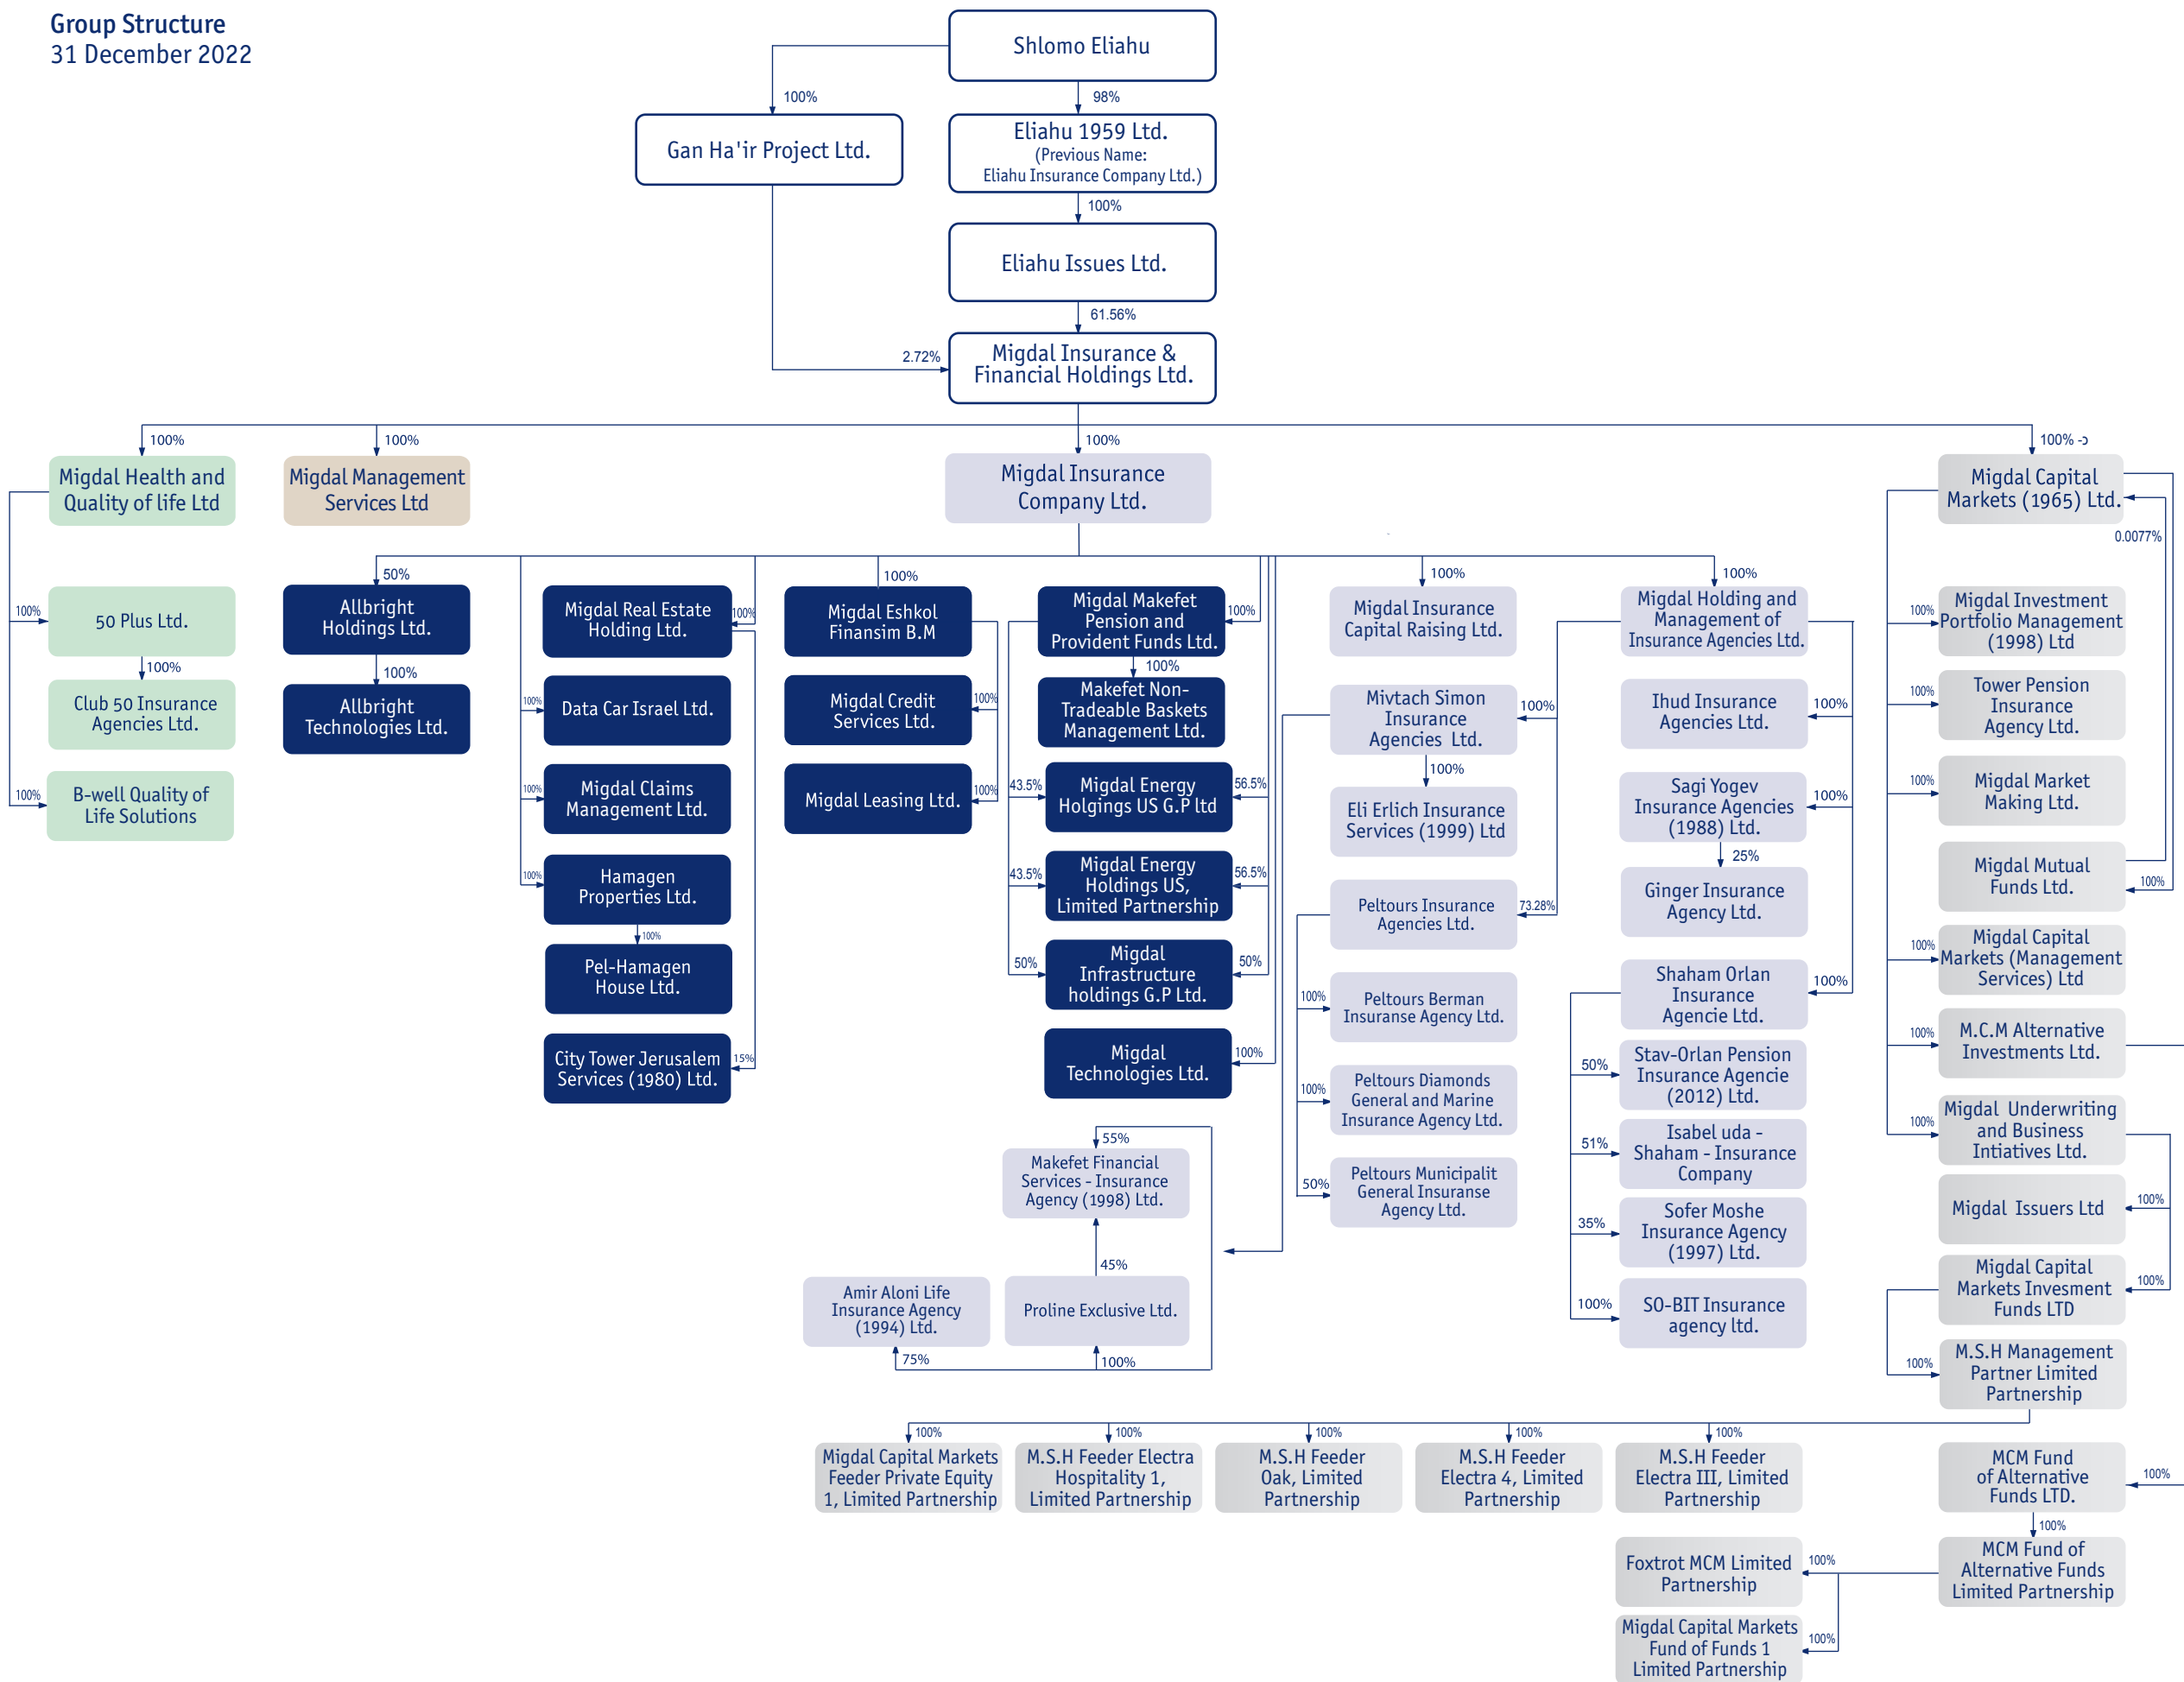 Group Structure
31 December 2022
Shlomo Eliahu
100%
98%
Gan Ha'ir Project Ltd.
Eliahu 1959 Ltd.
(Previous Name:
Eliahu Insurance Company Ltd.)
100%
Eliahu Issues Ltd.
61.56%
2.72%
Migdal Insurance &
Financial Holdings Ltd.
100%
100%
100%
100% -כ
Migdal Health and
Quality of life Ltd
Migdal Management
Services Ltd
Migdal Insurance
Company Ltd.
Migdal Capital
Markets (1965) Ltd.
0.0077%
100%
50 Plus Ltd.
100%
Club 50 Insurance
Agencies Ltd.
100%
B-well Quality of
Life Solutions
50%
Allbright
Holdings Ltd.
100%
Allbright
Technologies Ltd.
Migdal Real Estate
Holding Ltd.
100%
100%
Data Car Israel Ltd.
100%
Migdal Claims
Management Ltd.
100%
Hamagen
Properties Ltd.
100%
Pel-Hamagen
House Ltd.
City Tower Jerusalem
Services (1980) Ltd.
15%
100%
Migdal Eshkol
Finansim B.M
Migdal Credit
Services Ltd.
100%
Migdal Leasing Ltd.
100%
Migdal Makefet
Pension and
Provident Funds Ltd.
100%
100%
Makefet Non-
Tradeable Baskets
Management Ltd.
43.5%
Migdal Energy
Holgings US G.P ltd
56.5%
43.5%
Migdal Energy
Holdings US,
Limited Partnership
56.5%
50%
Migdal
Infrastructure
holdings G.P Ltd.
50%
Migdal
Technologies Ltd.
100%
55%
Makefet Financial
Services - Insurance
Agency (1998) Ltd.
45%
Amir Aloni Life
Insurance Agency
(1994) Ltd.
Proline Exclusive Ltd.
75%
100%
100%
Migdal Insurance
Capital Raising Ltd.
Mivtach Simon
Insurance
Agencies Ltd.
100%
100%
Eli Erlich Insurance
Services (1999) Ltd
Peltours Insurance
Agencies Ltd.
73.28%
100%
Peltours Berman
Insuranse Agency Ltd.
100%
Peltours Diamonds
General and Marine
Insurance Agency Ltd.
50%
Peltours Municipalit
General Insuranse
Agency Ltd.
100%
Migdal Holding and
Management of
Insurance Agencies Ltd.
Ihud Insurance
Agencies Ltd.
100%
Sagi Yogev
Insurance Agencies
(1988) Ltd.
100%
25%
Ginger Insurance
Agency Ltd.
Shaham Orlan
Insurance
Agencie Ltd.
100%
50%
Stav-Orlan Pension
Insurance Agencie
(2012) Ltd.
51%
Isabel uda -
Shaham - Insurance
Company
35%
Sofer Moshe
Insurance Agency
(1997) Ltd.
100%
SO-BIT Insurance
agency ltd.
100%
Migdal Investment
Portfolio Management
(1998) Ltd
100%
Tower Pension
Insurance
Agency Ltd.
100%
Migdal Market
Making Ltd.
Migdal Mutual
Funds Ltd.
100%
100%
Migdal Capital
Markets (Management
Services) Ltd
100%
M.C.M Alternative
Investments Ltd.
100%
Migdal Underwriting
and Business
Intiatives Ltd.
Migdal Issuers Ltd
100%
Migdal Capital
Markets Invesment
Funds LTD
100%
100%
M.S.H Management
Partner Limited
Partnership
100%
100%
100%
100%
100%
Migdal Capital Markets
Feeder Private Equity
1, Limited Partnership
M.S.H Feeder Electra
Hospitality 1,
Limited Partnership
M.S.H Feeder
Oak, Limited
Partnership
M.S.H Feeder
Electra 4, Limited
Partnership
M.S.H Feeder
Electra III, Limited
Partnership
MCM Fund
of Alternative
Funds LTD.
100%
100%
Foxtrot MCM Limited
Partnership
100%
MCM Fund of
Alternative Funds
Limited Partnership
Migdal Capital Markets
Fund of Funds 1
Limited Partnership
100%